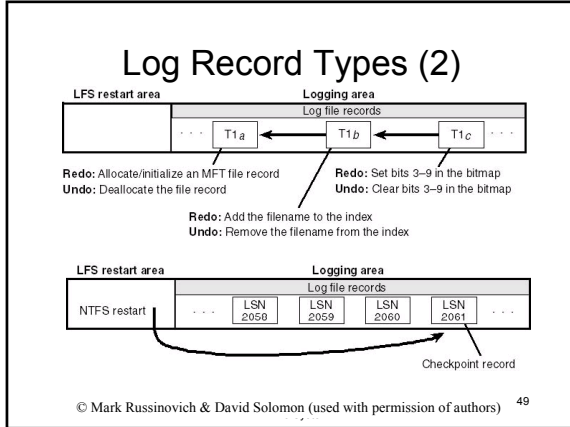 Log Record Types (2)
LFS restart area Logging area
Log file records
· · · T1a T1b T1c · · ·
Redo: Allocate/initialize an MFT file record
Undo: Deallocate the file record
Redo: Set bits 3–9 in the bitmap
Undo: Clear bits 3–9 in the bitmap
Redo: Add the filename to the index
Undo: Remove the filename from the index
LFS restart area Logging area
Log file records
NTFS restart · · · LSN 2058 LSN 2059 LSN 2060 LSN 2061 · · ·
Checkpoint record
© Mark Russinovich & David Solomon (used with permission of authors) 49